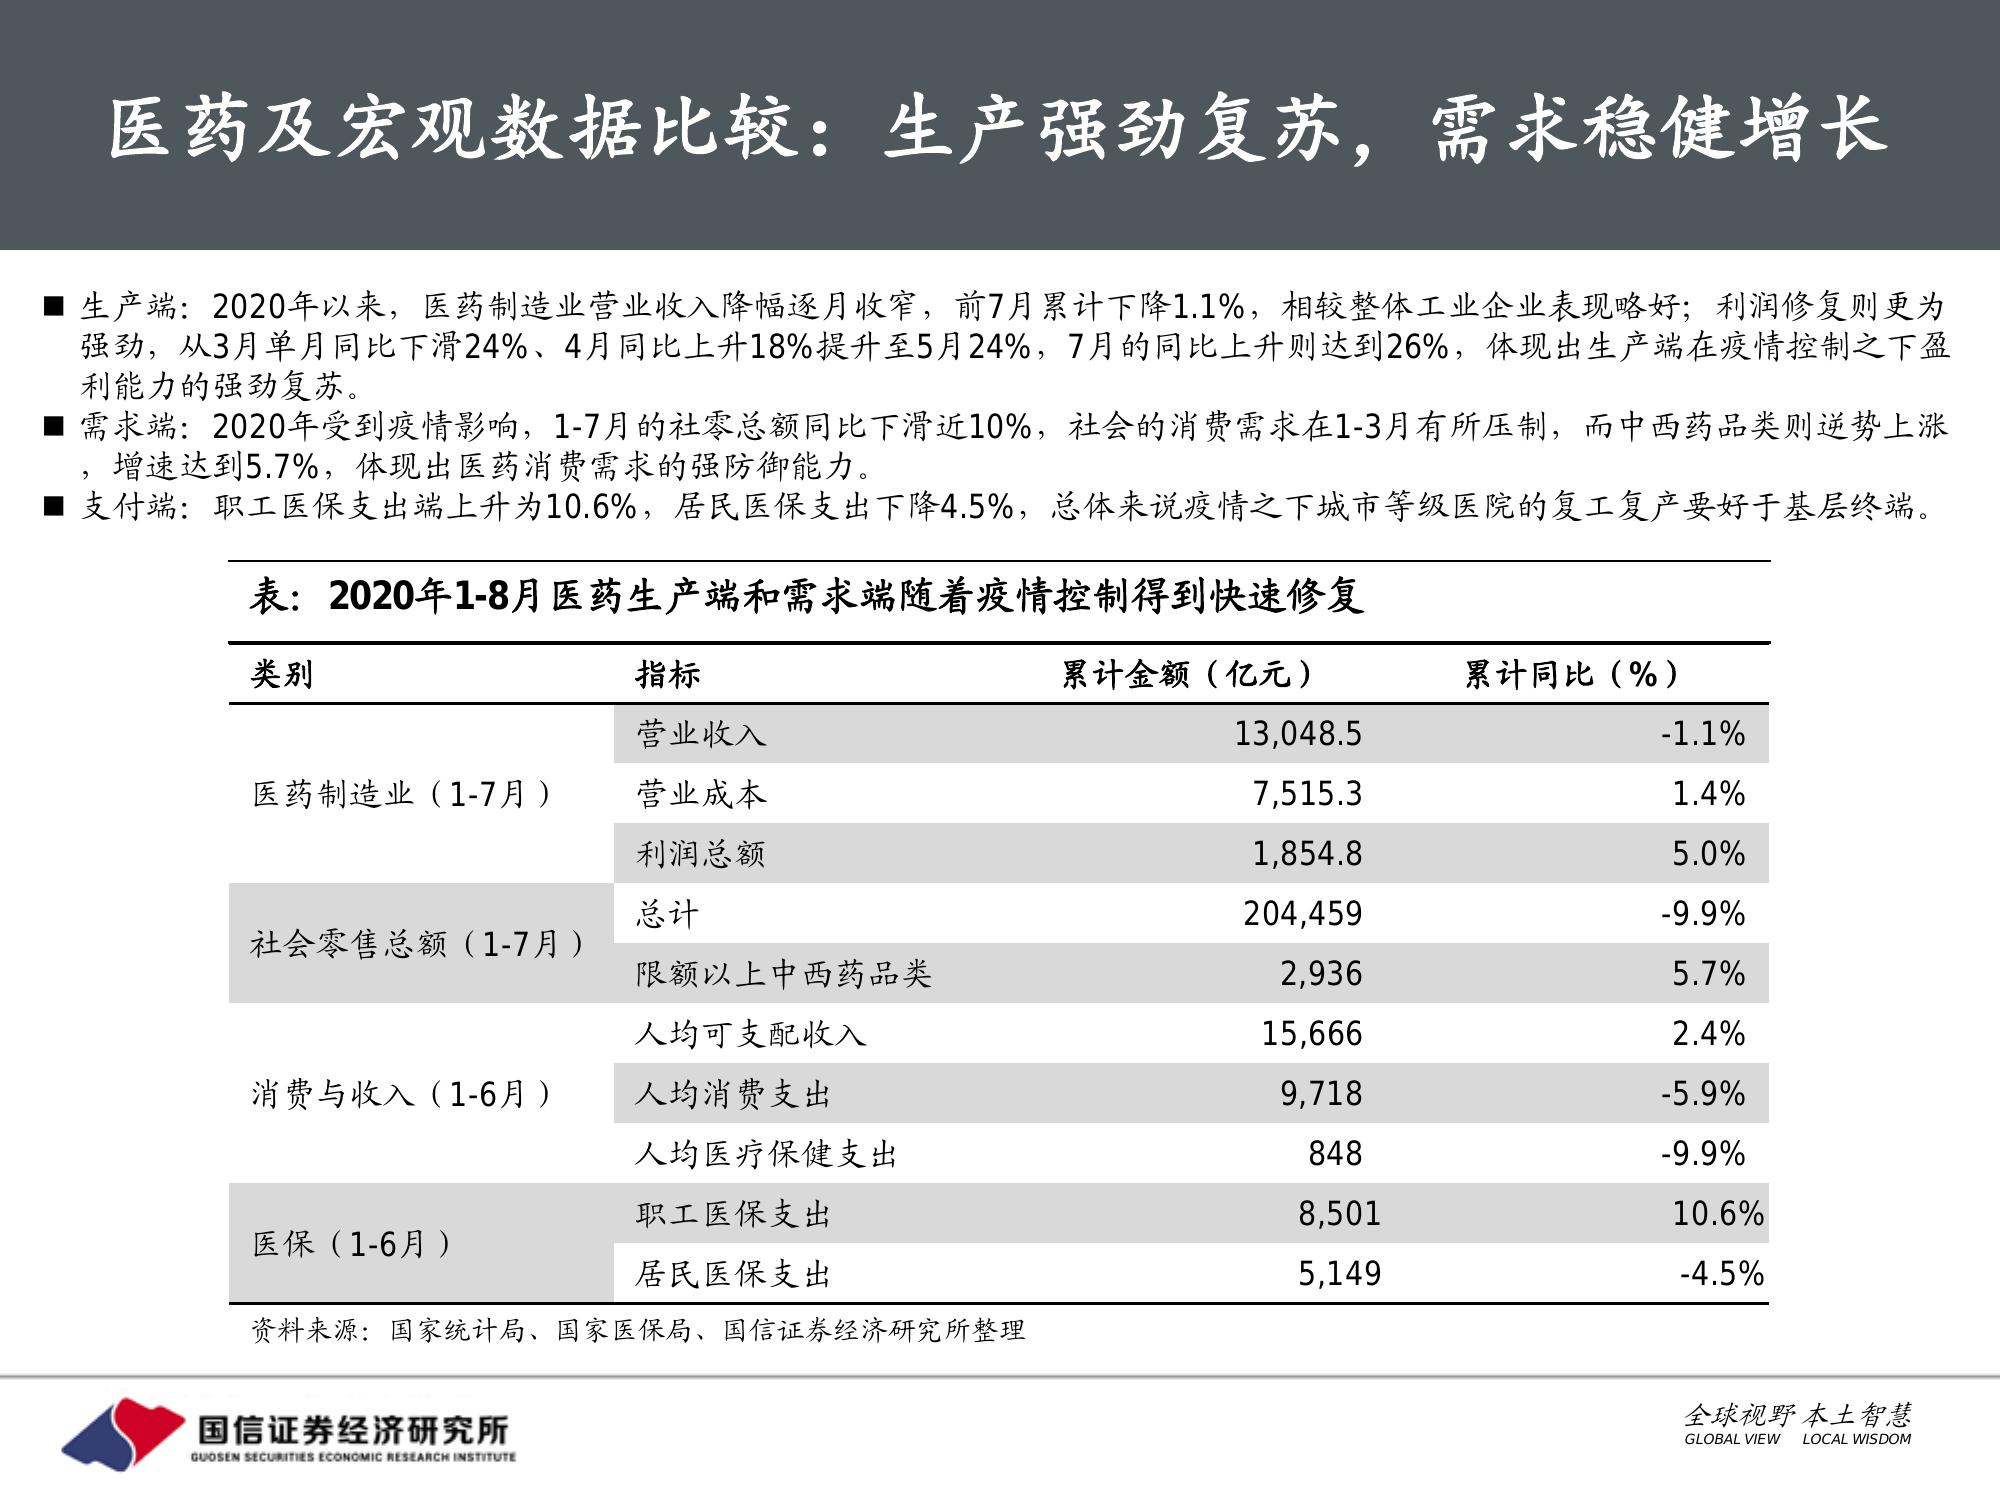 医药及宏观数据比较：生产强劲复苏，需求稳健增长
■ 生产端：2020年以来，医药制造业营业收入降幅逐月收窄，前7月累计下降1.1%，相较整体工业企业表现略好；利润修复则更为
强劲，从3月单月同比下滑24%、4月同比上升18%提升至5月24%，7月的同比上升则达到26%，体现出生产端在疫情控制之下盈
利能力的强劲复苏。
■ 需求端：2020年受到疫情影响，1-7月的社零总额同比下滑近10%，社会的消费需求在1-3月有所压制，而中西药品类则逆势上涨
，增速达到5.7%，体现出医药消费需求的强防御能力。
■ 支付端：职工医保支出端上升为10.6%，居民医保支出下降4.5%，总体来说疫情之下城市等级医院的复工复产要好于基层终端。
表：2020年1-8月医药生产端和需求端随着疫情控制得到快速修复
类别 指标 累计金额（亿元） 累计同比（%）
医药制造业（1-7月） 营业收入 13,048.5 -1.1%
营业成本 7,515.3 1.4%
利润总额 1,854.8 5.0%
社会零售总额（1-7月） 总计 204,459 -9.9%
限额以上中西药品类 2,936 5.7%
消费与收入（1-6月） 人均可支配收入 15,666 2.4%
人均消费支出 9,718 -5.9%
人均医疗保健支出 848 -9.9%
医保（1-6月） 职工医保支出 8,501 10.6%
居民医保支出 5,149 -4.5%
资料来源：国家统计局、国家医保局、国信证券经济研究所整理
国信证券经济研究所
GUOSEN SECURITIES ECONOMIC RESEARCH INSTITUTE
全球视野 本土智慧
GLOBAL VIEW LOCAL WISDOM